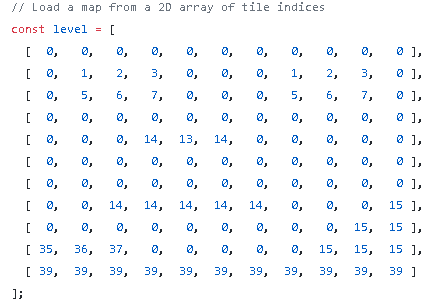 // Load a map from a 2D array of tile indices
const level = [
  [  0,   0,   0,   0,   0,   0,   0,   0,   0,   0,   0 ],
  [  0,   1,   2,   3,   0,   0,   0,   1,   2,   3,   0 ],
  [  0,   5,   6,   7,   0,   0,   0,   5,   6,   7,   0 ],
  [  0,   0,   0,   0,   0,   0,   0,   0,   0,   0,   0 ],
  [  0,   0,   0,  14,  13,  14,   0,   0,   0,   0,   0 ],
  [  0,   0,   0,   0,   0,   0,   0,   0,   0,   0,   0 ],
  [  0,   0,   0,   0,   0,   0,   0,   0,   0,   0,   0 ],
  [  0,   0,  14,  14,  14,  14,  14,   0,   0,   0,  15 ],
  [  0,   0,   0,   0,   0,   0,   0,   0,   0,  15,  15 ],
  [ 35,  36,  37,   0,   0,   0,   0,   0,  15,  15,  15 ],
  [ 39,  39,  39,  39,  39,  39,  39,  39,  39,  39,  39 ]
];